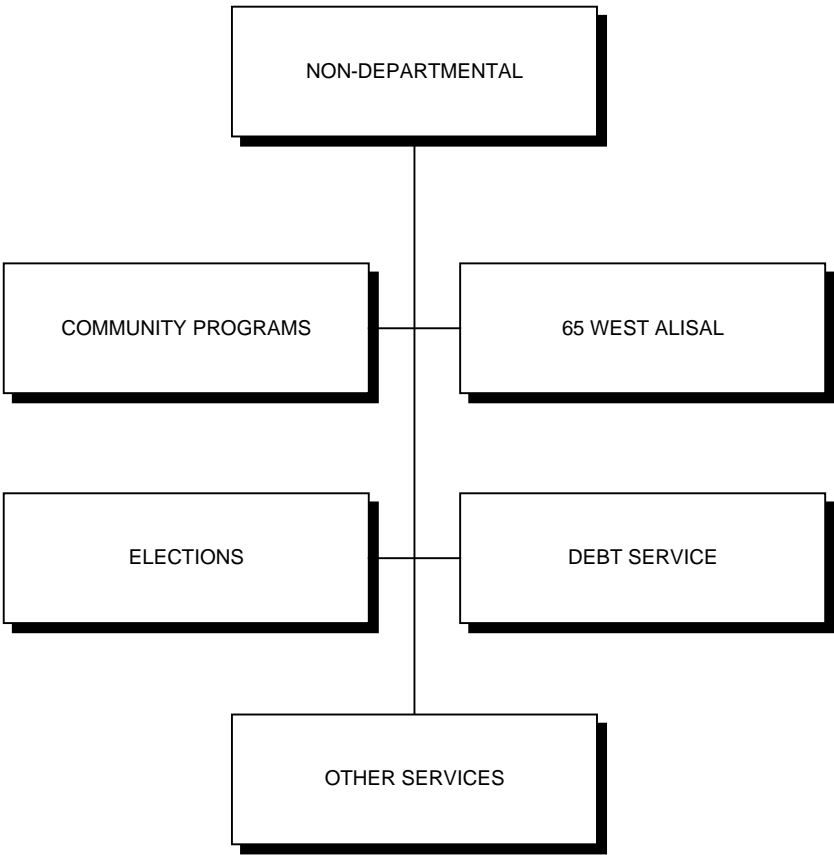 NON-DEPARTMENTAL
COMMUNITY PROGRAMS
65 WEST ALISAL
ELECTIONS
DEBT SERVICE
OTHER SERVICES